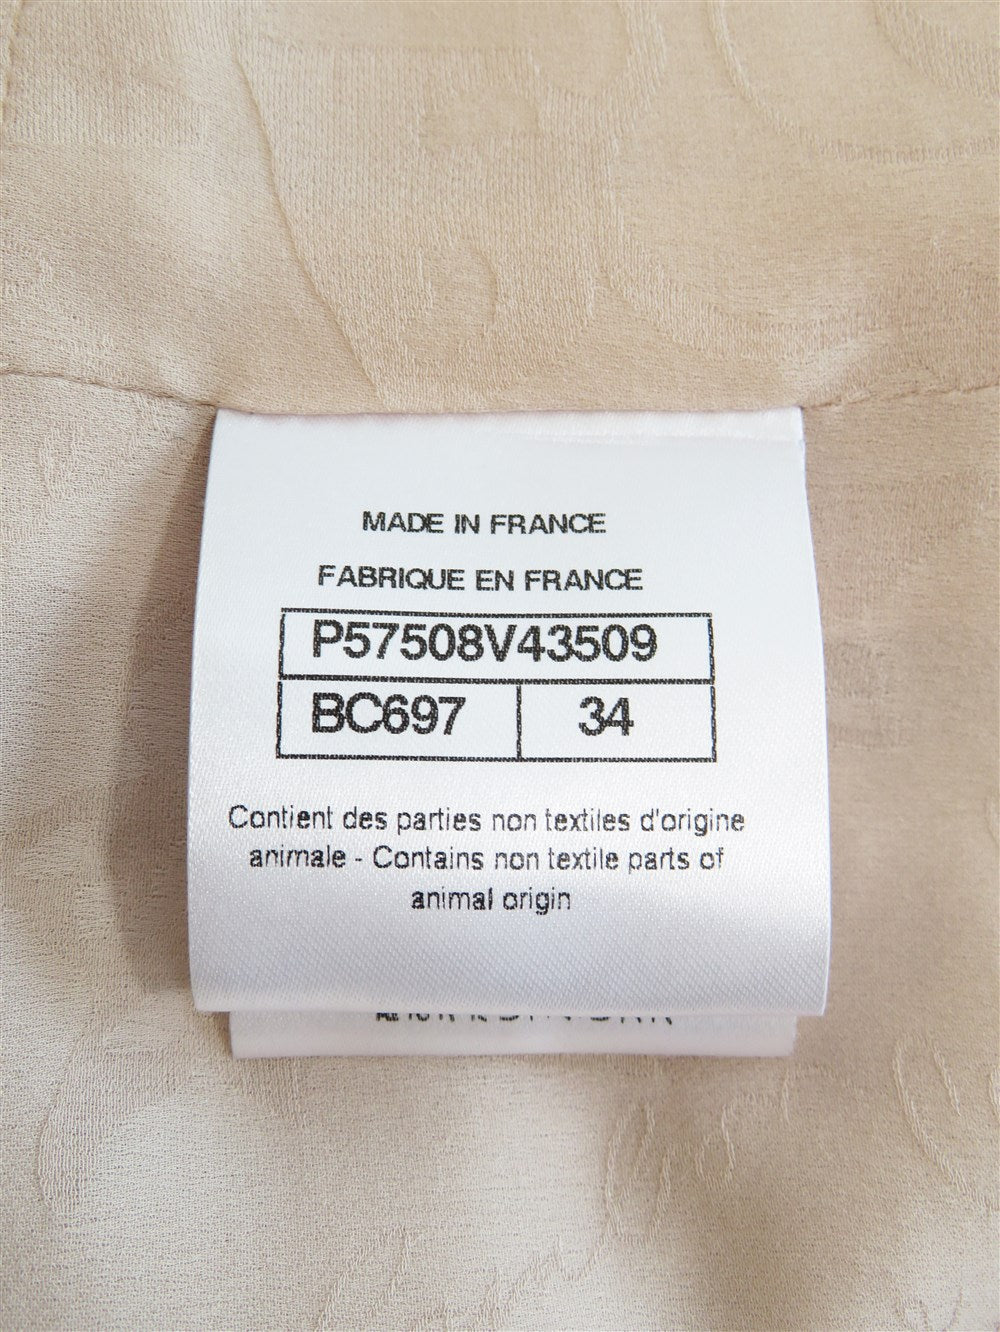 MADE IN FRANCE
FABRIQUE EN FRANCE
P57508V43509
BC697 34
Contient des parties non textiles d'origine
animale - Contains non textile parts of
animal origin